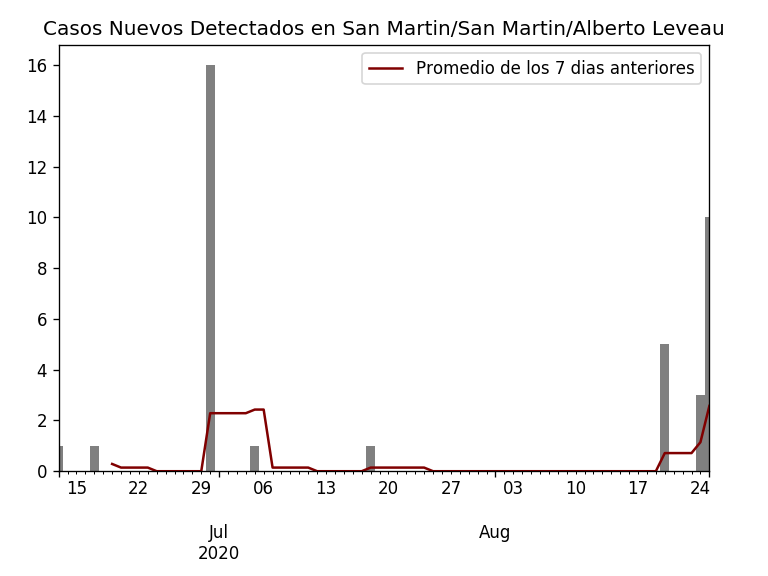 Casos Nuevos Detectados en San Martin/San Martin/Alberto Leveau
Promedio de los 7 dias anteriores
16
14
12
10
8
6
4
2
0
15 22 29 06 13 20 27 03 10 17 24
Jul Aug
2020